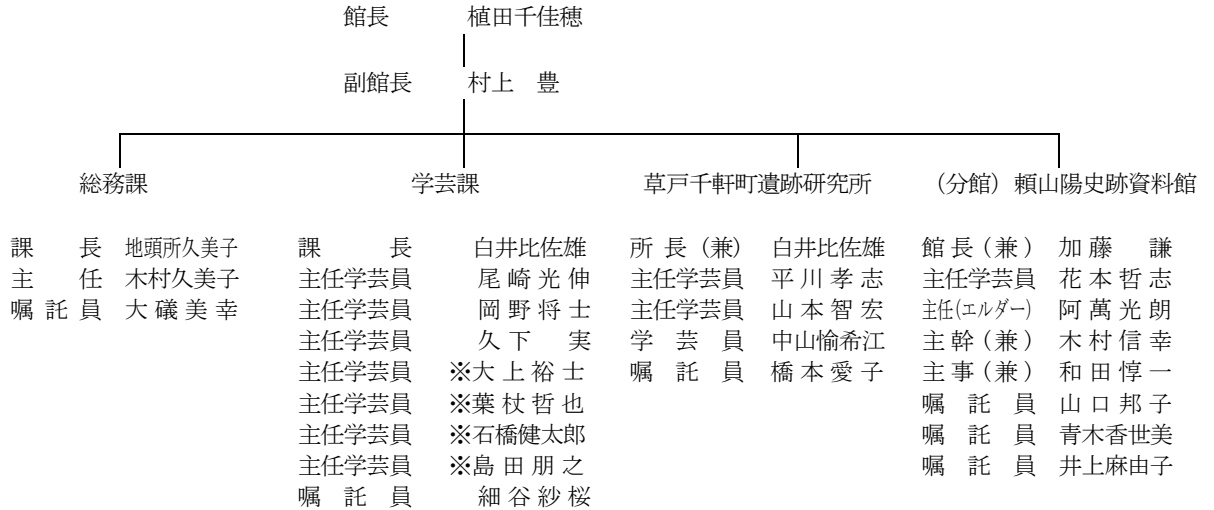 館長 植田千佳穂
副館長 村上 豊
総務課 学芸課 草戸千軒町遺跡研究所 (分館) 頼山陽史跡資料館
課長 地頭所久美子 課長 白井比佐雄 所長(兼) 白井比佐雄 館長(兼) 加藤 謙
主任 木村久美子 主任学芸員 尾崎光伸 主任学芸員 平川孝志 主任学芸員 花本哲志
嘱託員 大礒美幸 主任学芸員 岡野将士 主任学芸員 山本智宏 主任(エルダー) 阿萬光朗
主任学芸員 久下 実 学芸員 中山愉希江 主幹(兼) 木村信幸
主任学芸員 ※大上裕士 嘱託員 橋本愛子 主事(兼) 和田惇一
主任学芸員 ※葉杖哲也 嘱託員 山口邦子
主任学芸員 ※石橋健太郎 嘱託員 青木香世美
主任学芸員 ※島田朋之 嘱託員 井上麻由子
嘱託員 細谷紗桜